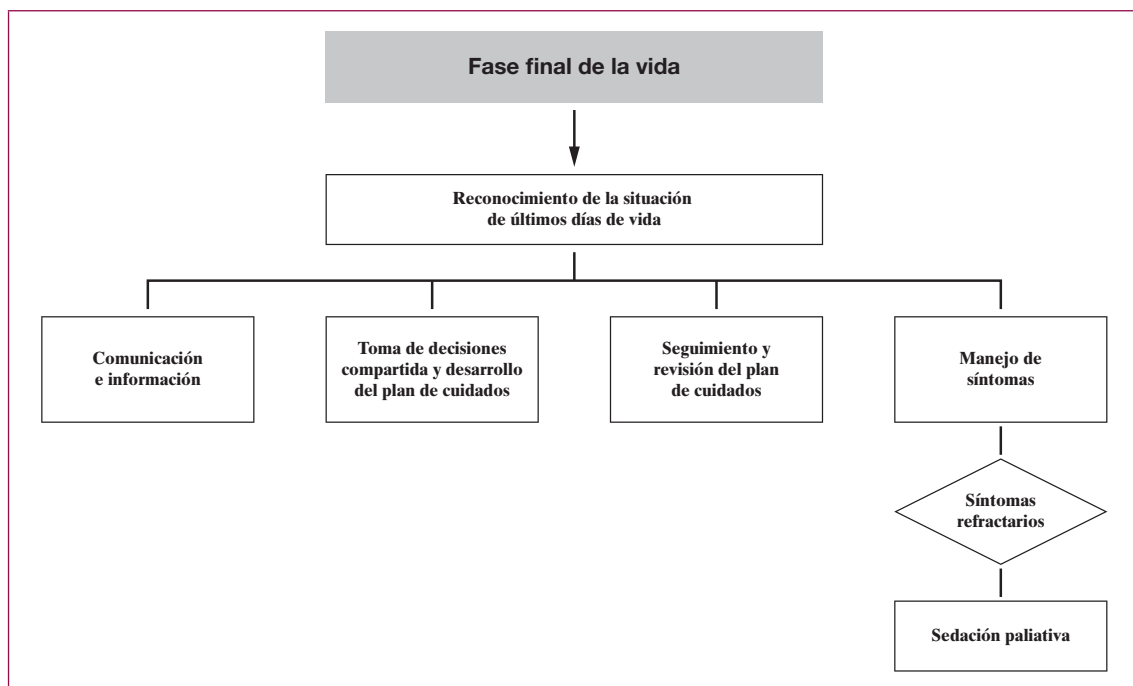 Fase final de la vida
Reconocimiento de la situación
de últimos días de vida
Comunicación
e información
Toma de decisiones
compartida y desarrollo
del plan de cuidados
Seguimiento y
revisión del plan
de cuidados
Manejo de
síntomas
Síntomas
refractarios
Sedación paliativa